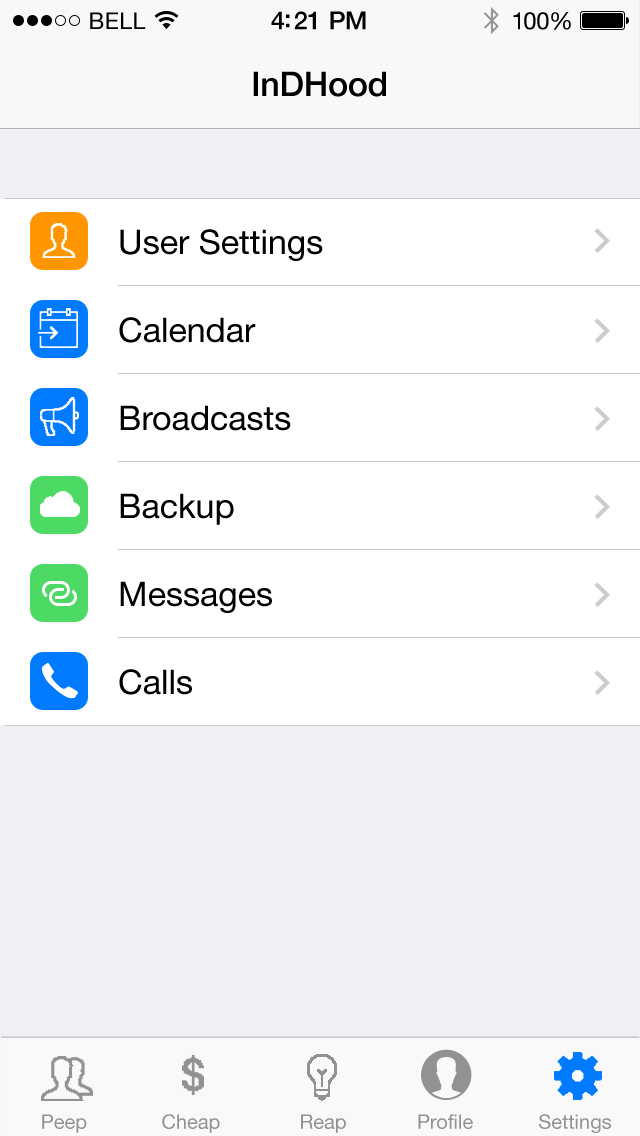 BELL 4:21 PM 100%
InDHood
User Settings
Calendar
Broadcasts
Backup
Messages
Calls
$
Peep Cheap Reap Profile Settings